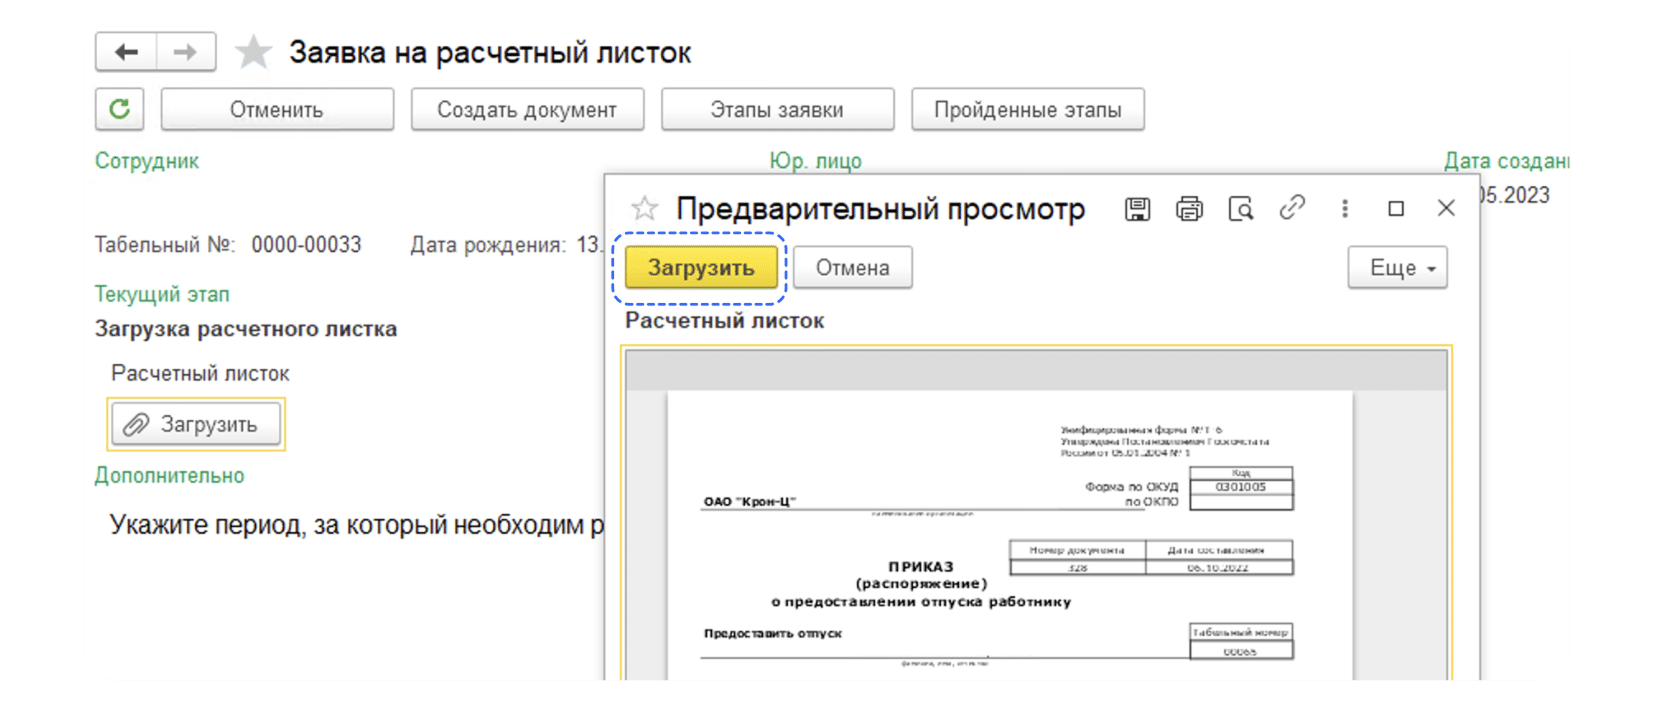 Заявка на расчетный листок
Отменить
Создать документ
Этапы заявки
Пройденные этапы
Сотрудник
Юр. лицо
Дата создан
05.2023
Табельный №: 0000-00033
Дата рождения: 13.
Текущий этап
Загрузка расчетного листка
Расчетный листок
Загрузить
Дополнительно
Укажите период, за который необходим р
Предварительный просмотр
Загрузить
Отмена
Еще
Расчетный листок
Унифицированная форма № Т-6
Утверждена Постановлением Госкомстата
России от 05.01.2004 № 1
Код
Форма по ОКУД
0301005
по ОКПО
ОАО "Крон-Ц"
наименование организации
Номер документа
Дата составления
328
06.10.2022
ПРИКАЗ
(распоряжение)
о предоставлении отпуска работнику
Предоставить отпуск
Табельный номер
00065